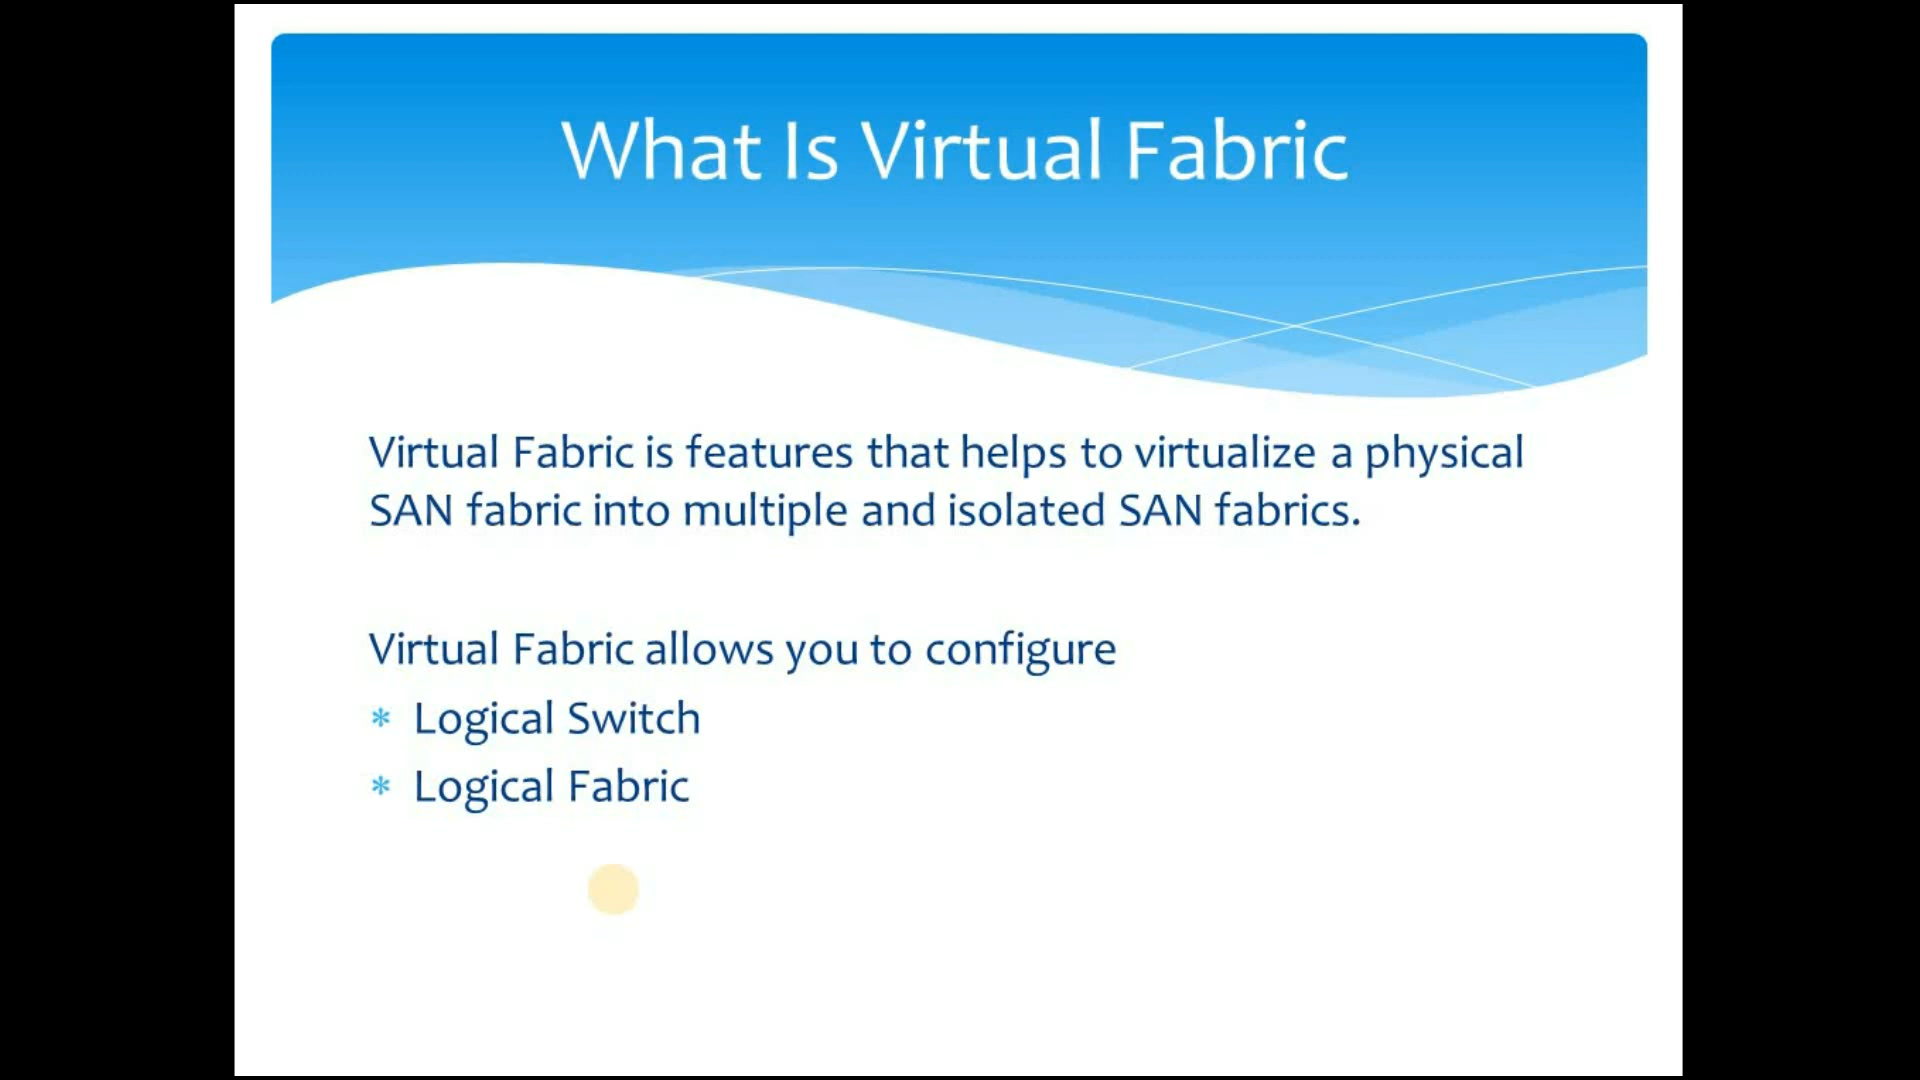 What Is Virtual Fabric
Virtual Fabric is features that helps to virtualize a physical
SAN fabric into multiple and isolated SAN fabrics.
Virtual Fabric allows you to configure
* Logical Switch
* Logical Fabric